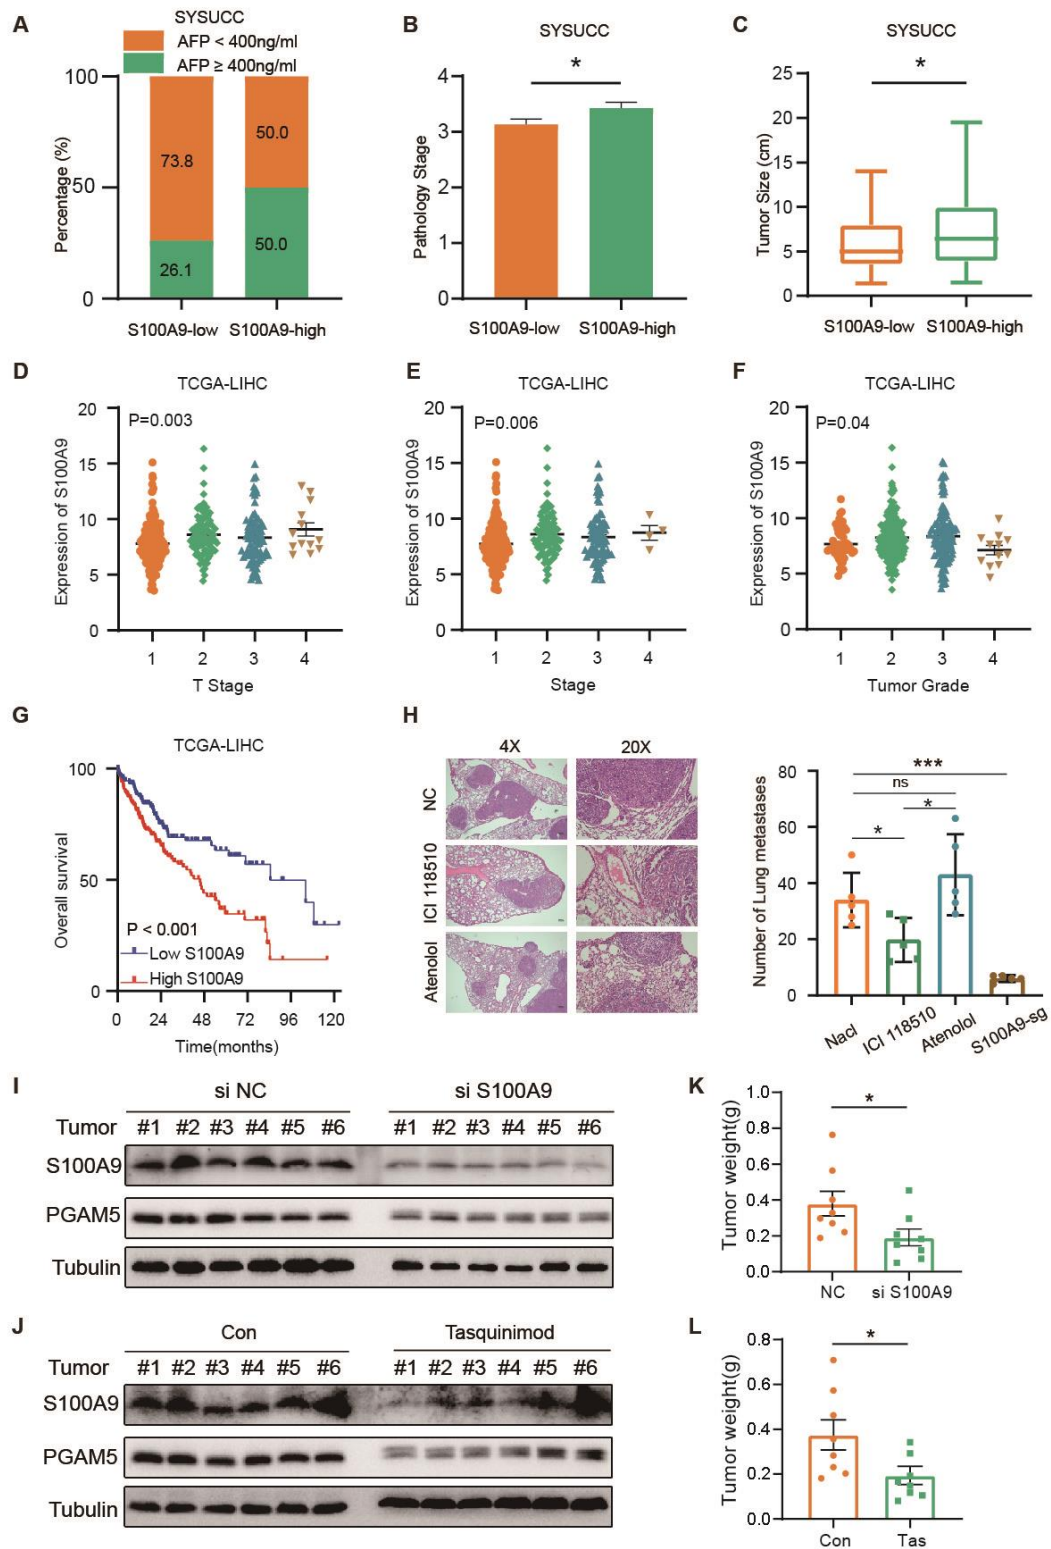 A
SYSUCC
AFP < 400ng/ml
AFP ≥ 400ng/ml
Percentage (%)
100
50
0
73.8
26.1
50.0
50.0
S100A9-low S100A9-high
B
SYSUCC
*
Pathology Stage
4
3
2
1
0
S100A9-low S100A9-high
C
SYSUCC
*
Tumor Size (cm)
25
20
15
10
5
0
S100A9-low S100A9-high
D
TCGA-LIHC
P=0.003
Expression of S100A9
20
15
10
5
0
1 2 3 4
T Stage
E
TCGA-LIHC
P=0.006
Expression of S100A9
20
15
10
5
0
1 2 3 4
Stage
F
TCGA-LIHC
P=0.04
Expression of S100A9
20
15
10
5
0
1 2 3 4
Tumor Grade
G
TCGA-LIHC
Overall survival
100
50
0
P < 0.001
Low S100A9
High S100A9
0 24 48 72 96 120
Time(months)
H
4X 20X
NC
ICI 118510
Atenolol
Number of Lung metastases
80
60
40
20
0
***
ns
*
*
Nacl
ICI 118510
Atenolol
S100A9-sg
I
si NC si S100A9
Tumor #1 #2 #3 #4 #5 #6 #1 #2 #3 #4 #5 #6
S100A9
PGAM5
Tubulin
J
Con Tasquinimod
Tumor #1 #2 #3 #4 #5 #6 #1 #2 #3 #4 #5 #6
S100A9
PGAM5
Tubulin
K
*
Tumor weight(g)
1.0
0.8
0.6
0.4
0.2
0.0
NC si S100A9
L
*
Tumor weight(g)
0.8
0.6
0.4
0.2
0.0
Con Tas